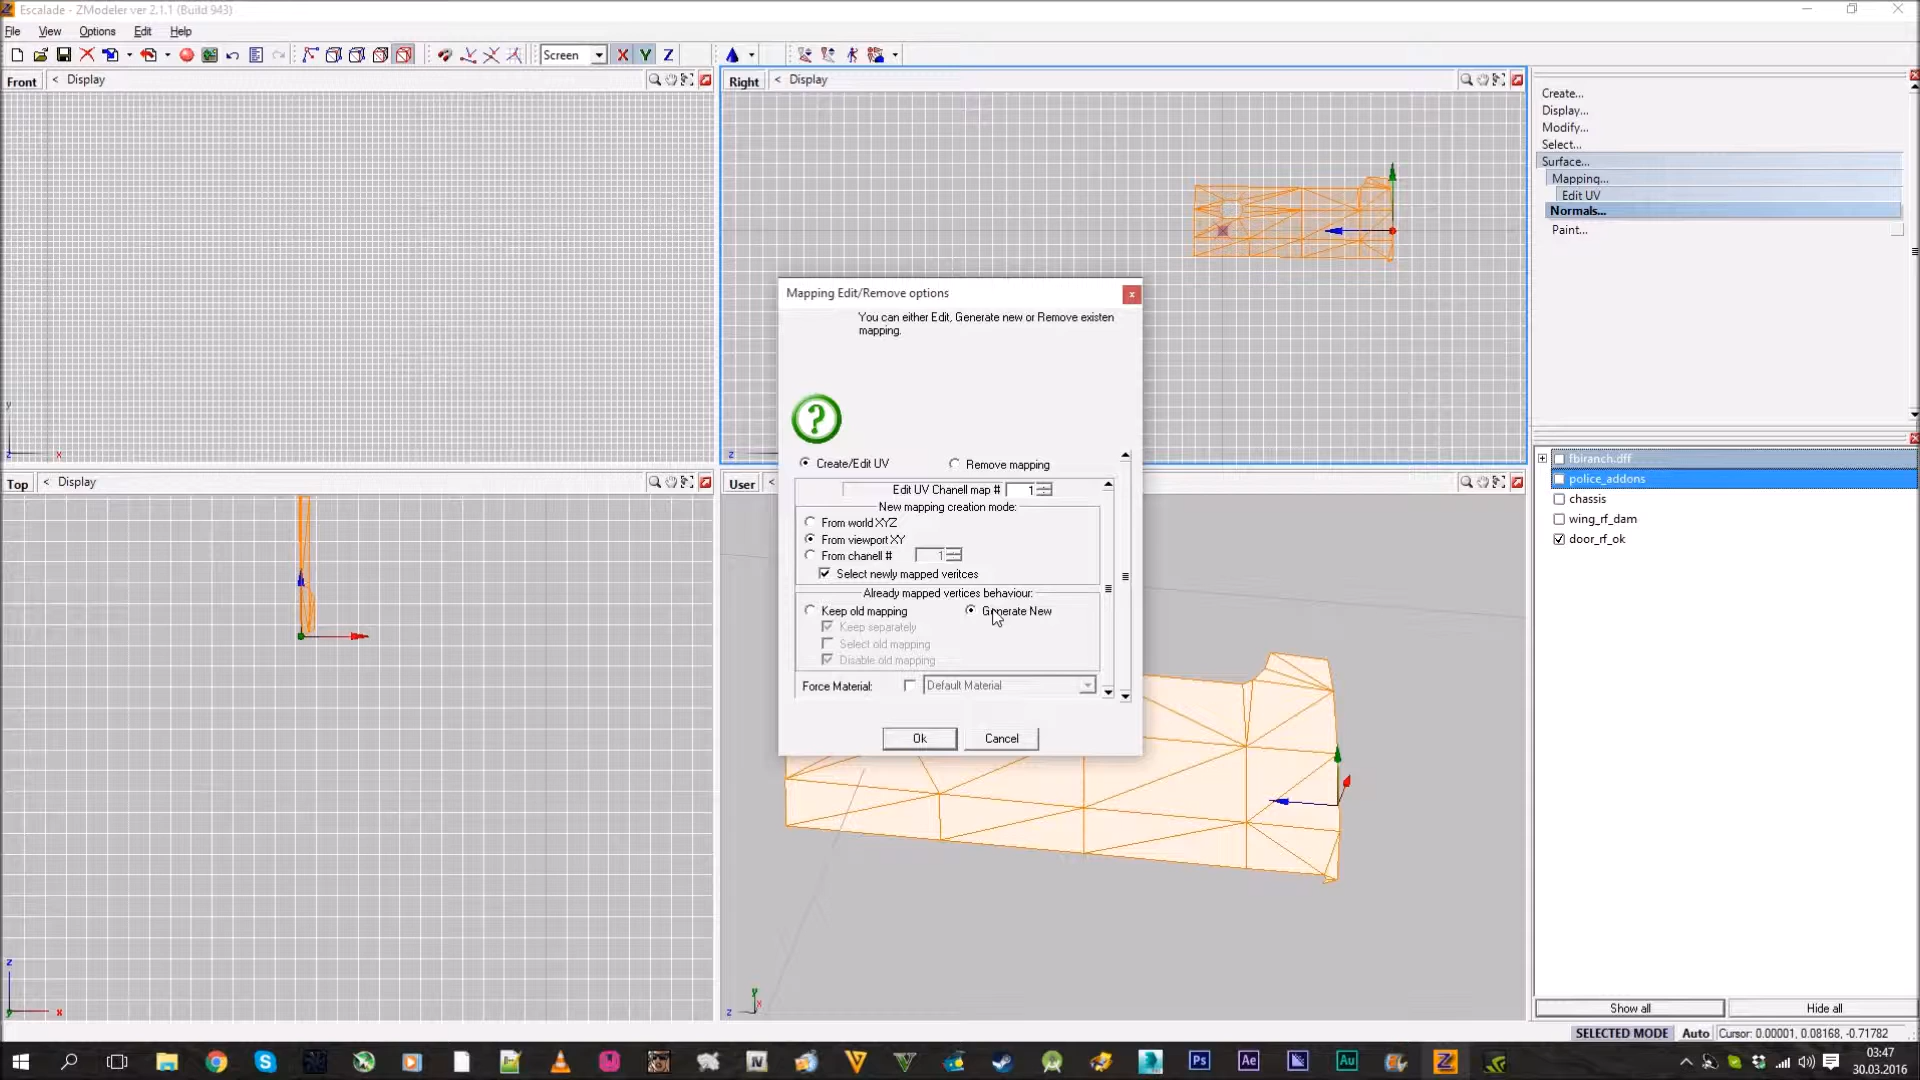 Escalade - ZModeler ver 2.1.1 (Build 943)
File View Options Edit Help
Screen X Y Z
Front < Display
Right < Display
Create...
Display...
Modify...
Select...
Surface...
Mapping...
Edit UV
Normals...
Paint...
Mapping Edit/Remove options
You can either Edit, Generate new or Remove existen
mapping.
?
Create/Edit UV Remove mapping
Edit UV Chanell map # 1
New mapping creation mode:
From world XYZ
From viewport XY
From chanell # 1
Select newly mapped veritces
Already mapped vertices behaviour:
Keep old mapping Generate New
Keep separately
Select old mapping
Disable old mapping
Force Material: Default Material
Ok Cancel
y
z x
z
Top < Display
User <
fbiranch.dff
police_addons
chassis
wing_rf_dam
door_rf_ok
z
y x
y
z x
Show all Hide all
SELECTED MODE Auto Cursor: 0.00001, 0.08168, -0.71782
IV V Ps Ae Au Z
03:47
30.03.2016